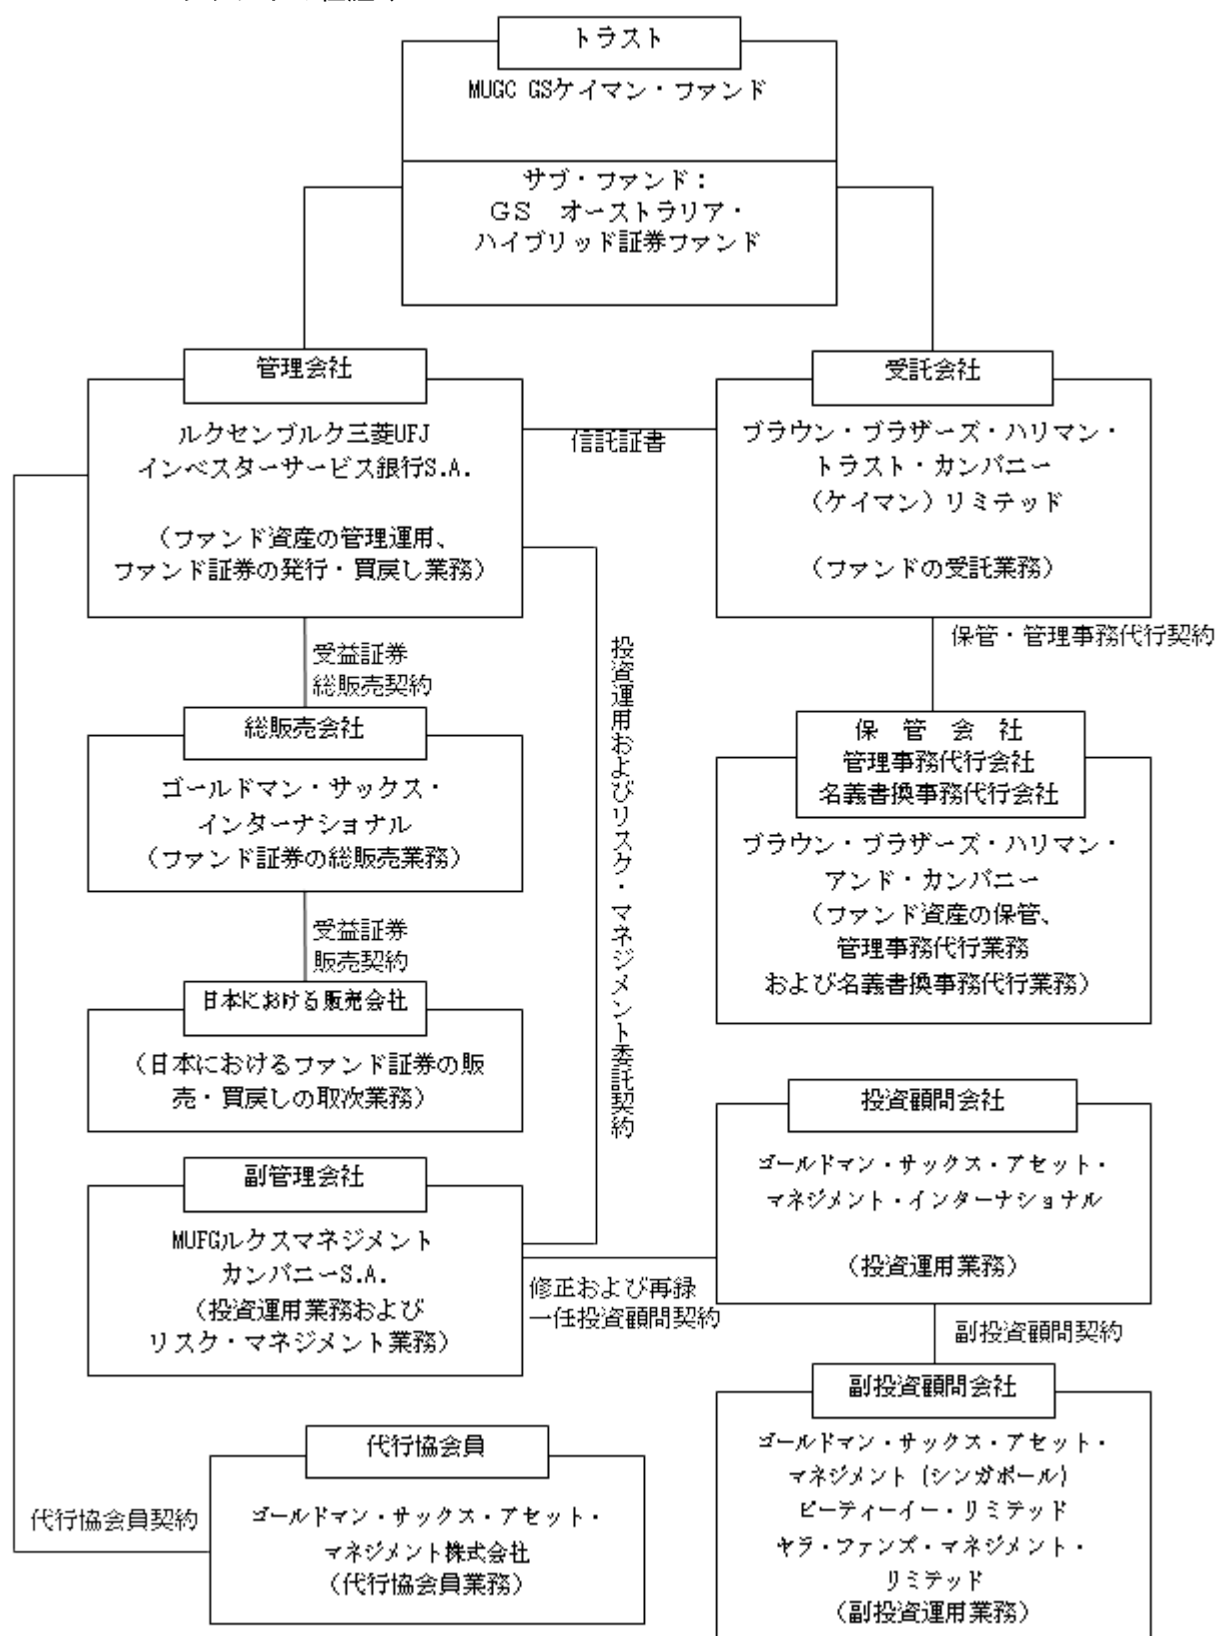 トラスト
MUGC GSケイマン・ファンド
サブ・ファンド：
ＧＳ　オーストラリア・
ハイブリッド証券ファンド
管理会社
ルクセンブルク三菱UFJ
インベスターサービス銀行S.A.
（ファンド資産の管理運用、
ファンド証券の発行・買戻し業務）
信託証書
受託会社
ブラウン・ブラザーズ・ハリマン・
トラスト・カンパニー
（ケイマン）リミテッド
（ファンドの受託業務）
受益証券
総販売契約
投資運用およびリスク・マネジメント委託契約
保管・管理事務代行契約
総販売会社
ゴールドマン・サックス・
インターナショナル
（ファンド証券の総販売業務）
保　管　会　社
管理事務代行会社
名義書換事務代行会社
ブラウン・ブラザーズ・ハリマン・
アンド・カンパニー
（ファンド資産の保管、
管理事務代行業務
および名義書換事務代行業務）
受益証券
販売契約
日本における販売会社
（日本におけるファンド証券の販
売・買戻しの取次業務）
投資顧問会社
ゴールドマン・サックス・アセット・
マネジメント・インターナショナル
（投資運用業務）
副管理会社
MUFGルクスマネジメント
カンパニーS.A.
（投資運用業務および
リスク・マネジメント業務）
修正および再録
一任投資顧問契約
副投資顧問契約
副投資顧問会社
ゴールドマン・サックス・アセット・
マネジメント（シンガポール）
ピーティーイー・リミテッド
ヤラ・ファンズ・マネジメント・
リミテッド
（副投資運用業務）
代行協会員契約
代行協会員
ゴールドマン・サックス・アセット・
マネジメント株式会社
（代行協会員業務）